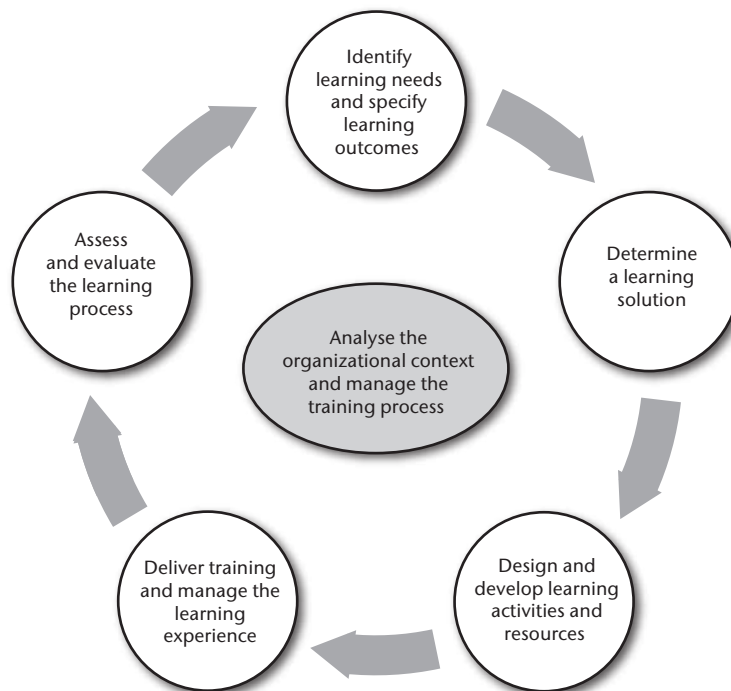 Identify
learning needs
and specify
learning
outcomes
Determine
a learning
solution
Design and
develop learning
activities and
resources
Deliver training
and manage the
learning
experience
Assess
and evaluate
the learning
process
Analyse the
organizational context
and manage the
training process